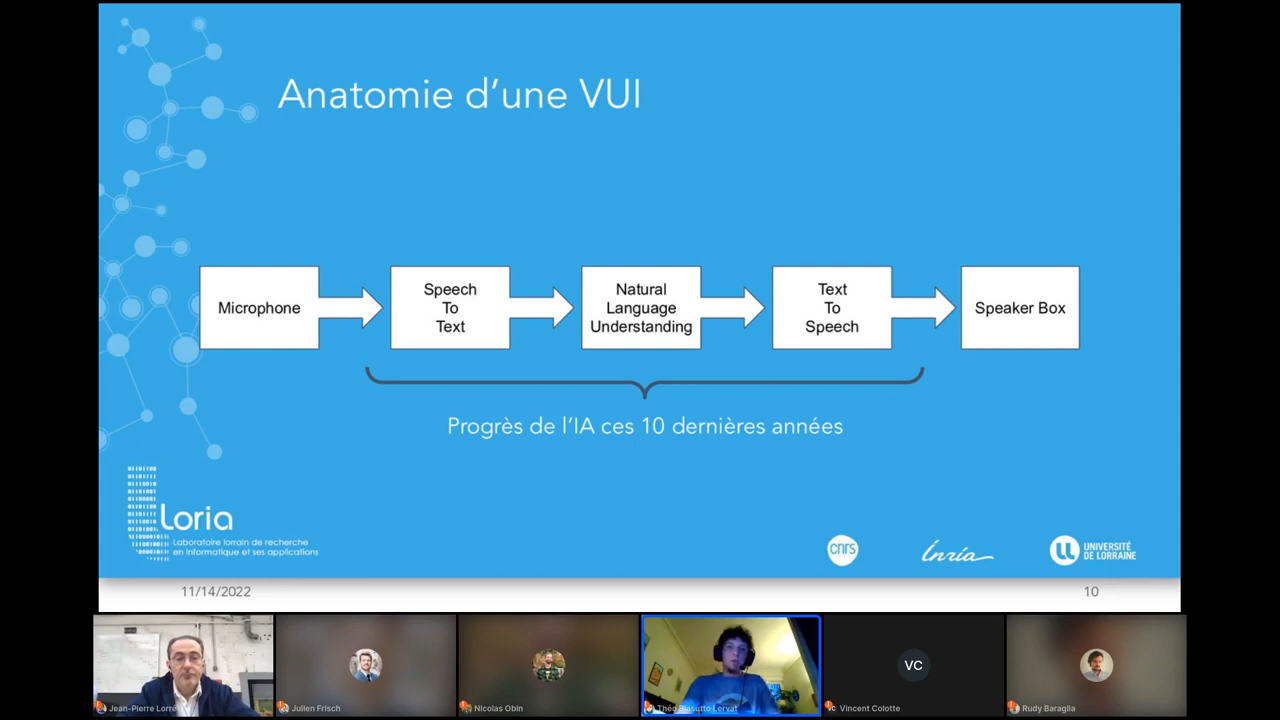 Anatomie d'une VUI
Microphone
Speech
To
Text
Natural
Language
Understanding
Text
To
Speech
Speaker Box
Progrès de l'IA ces 10 dernières années
Loria
Laboratoire lorrain de recherche
en informatique et ses applications
cnrs
Inria
UNIVERSITÉ
DE LORRAINE
11/14/2022
10
Jean-Pierre Lorré
Julien Frisch
Nicolas Obin
Théo Biasutto Lervat
VC
Vincent Colotte
Rudy Baraglia